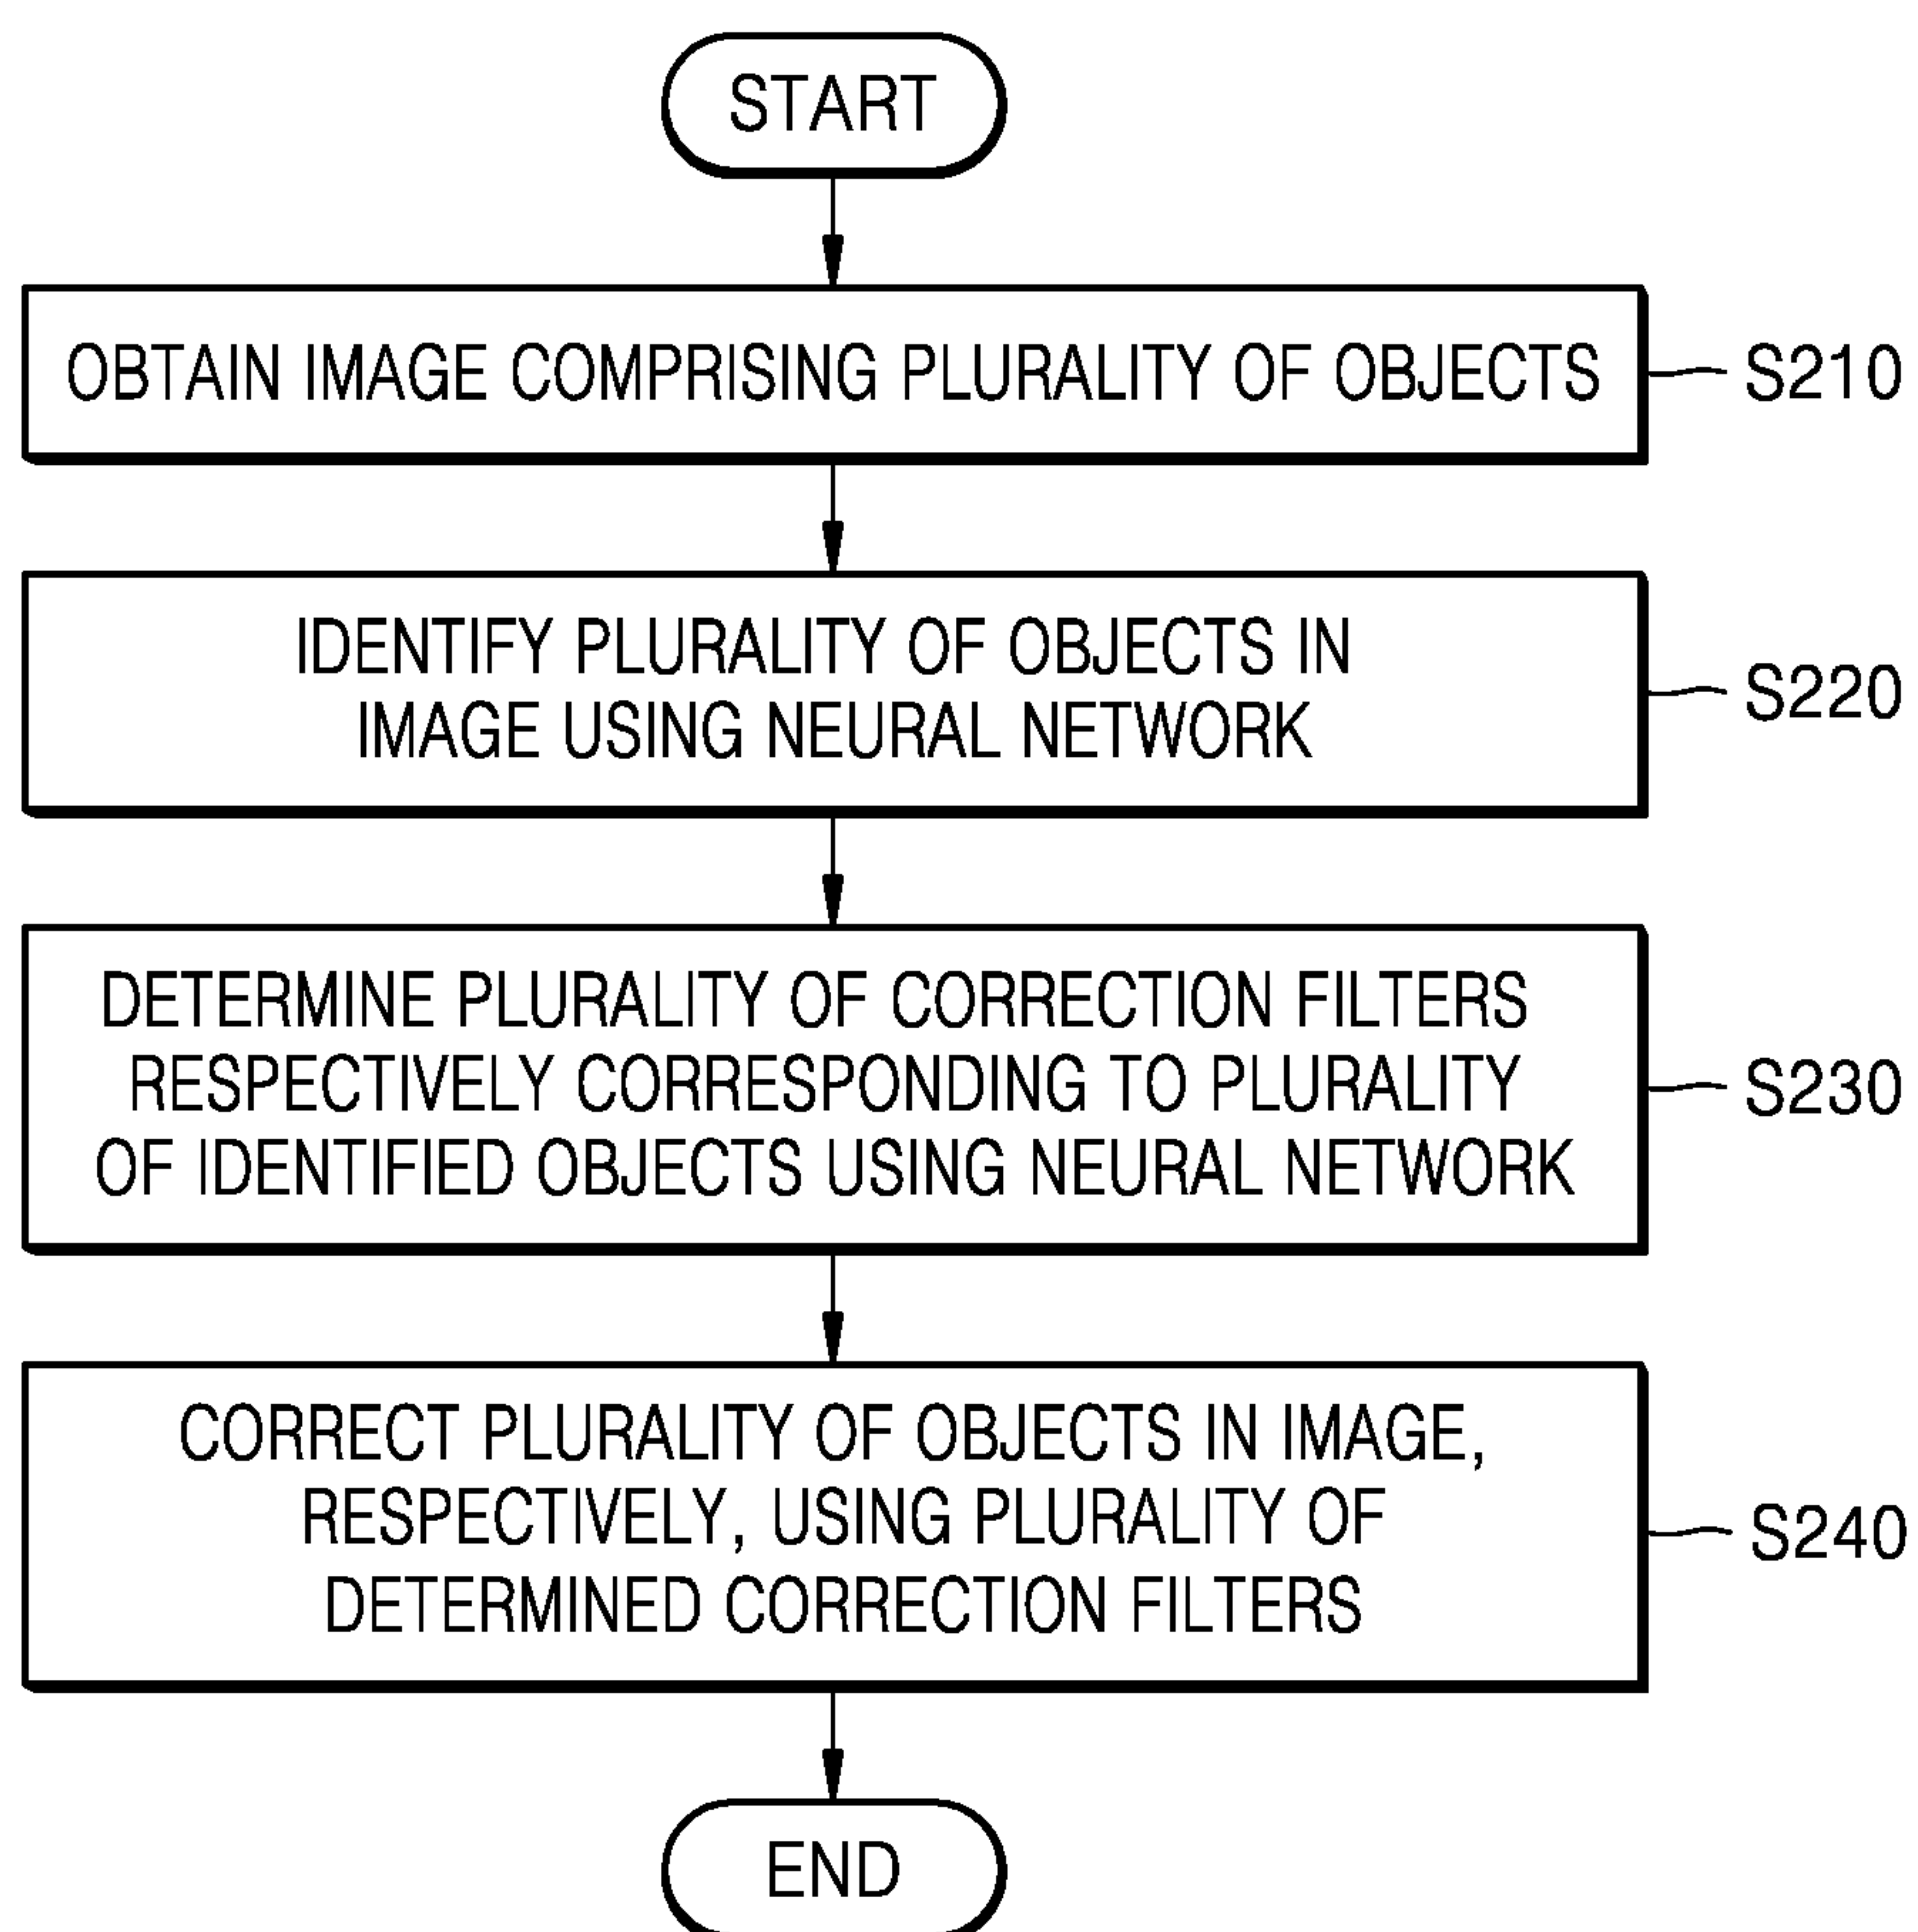 START
OBTAIN IMAGE COMPRISING PLURALITY OF OBJECTS
S210
IDENTIFY PLURALITY OF OBJECTS IN
IMAGE USING NEURAL NETWORK
S220
DETERMINE PLURALITY OF CORRECTION FILTERS
RESPECTIVELY CORRESPONDING TO PLURALITY
OF IDENTIFIED OBJECTS USING NEURAL NETWORK
S230
CORRECT PLURALITY OF OBJECTS IN IMAGE,
RESPECTIVELY, USING PLURALITY OF
DETERMINED CORRECTION FILTERS
S240
END